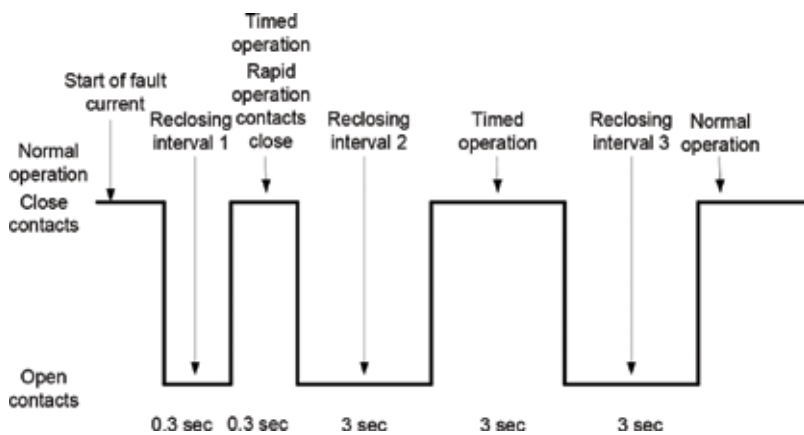 Start of fault
current
Reclosing
interval 1
Timed
operation
Rapid
operation
contacts
close
Reclosing
interval 2
Timed
operation
Reclosing
interval 3
Normal
operation
Normal
operation
Close
contacts
Open
contacts
0.3 sec
0.3 sec
3 sec
3 sec
3 sec